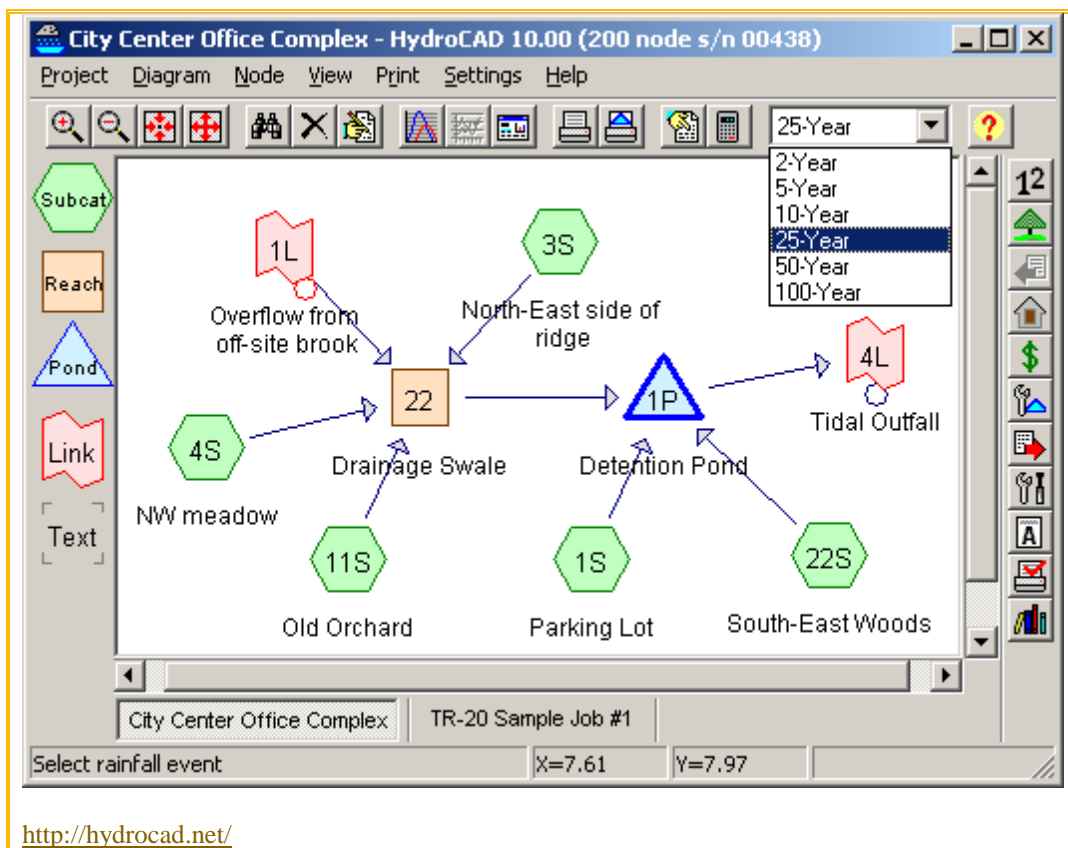 City Center Office Complex - HydroCAD 10.00 (200 node s/n 00438)
Project Diagram Node View Print Settings Help
25-Year
?
2-Year
5-Year
10-Year
25-Year
50-Year
100-Year
Subcat
Reach
Pond
Link
Text
1L
Overflow from
off-site brook
3S
North-East side of
ridge
4L
Tidal Outfall
22
Drainage Swale
1P
Detention Pond
4S
NW meadow
11S
Old Orchard
1S
Parking Lot
22S
South-East Woods
12
$
A
City Center Office Complex
TR-20 Sample Job #1
Select rainfall event
X=7.61
Y=7.97
http://hydrocad.net/